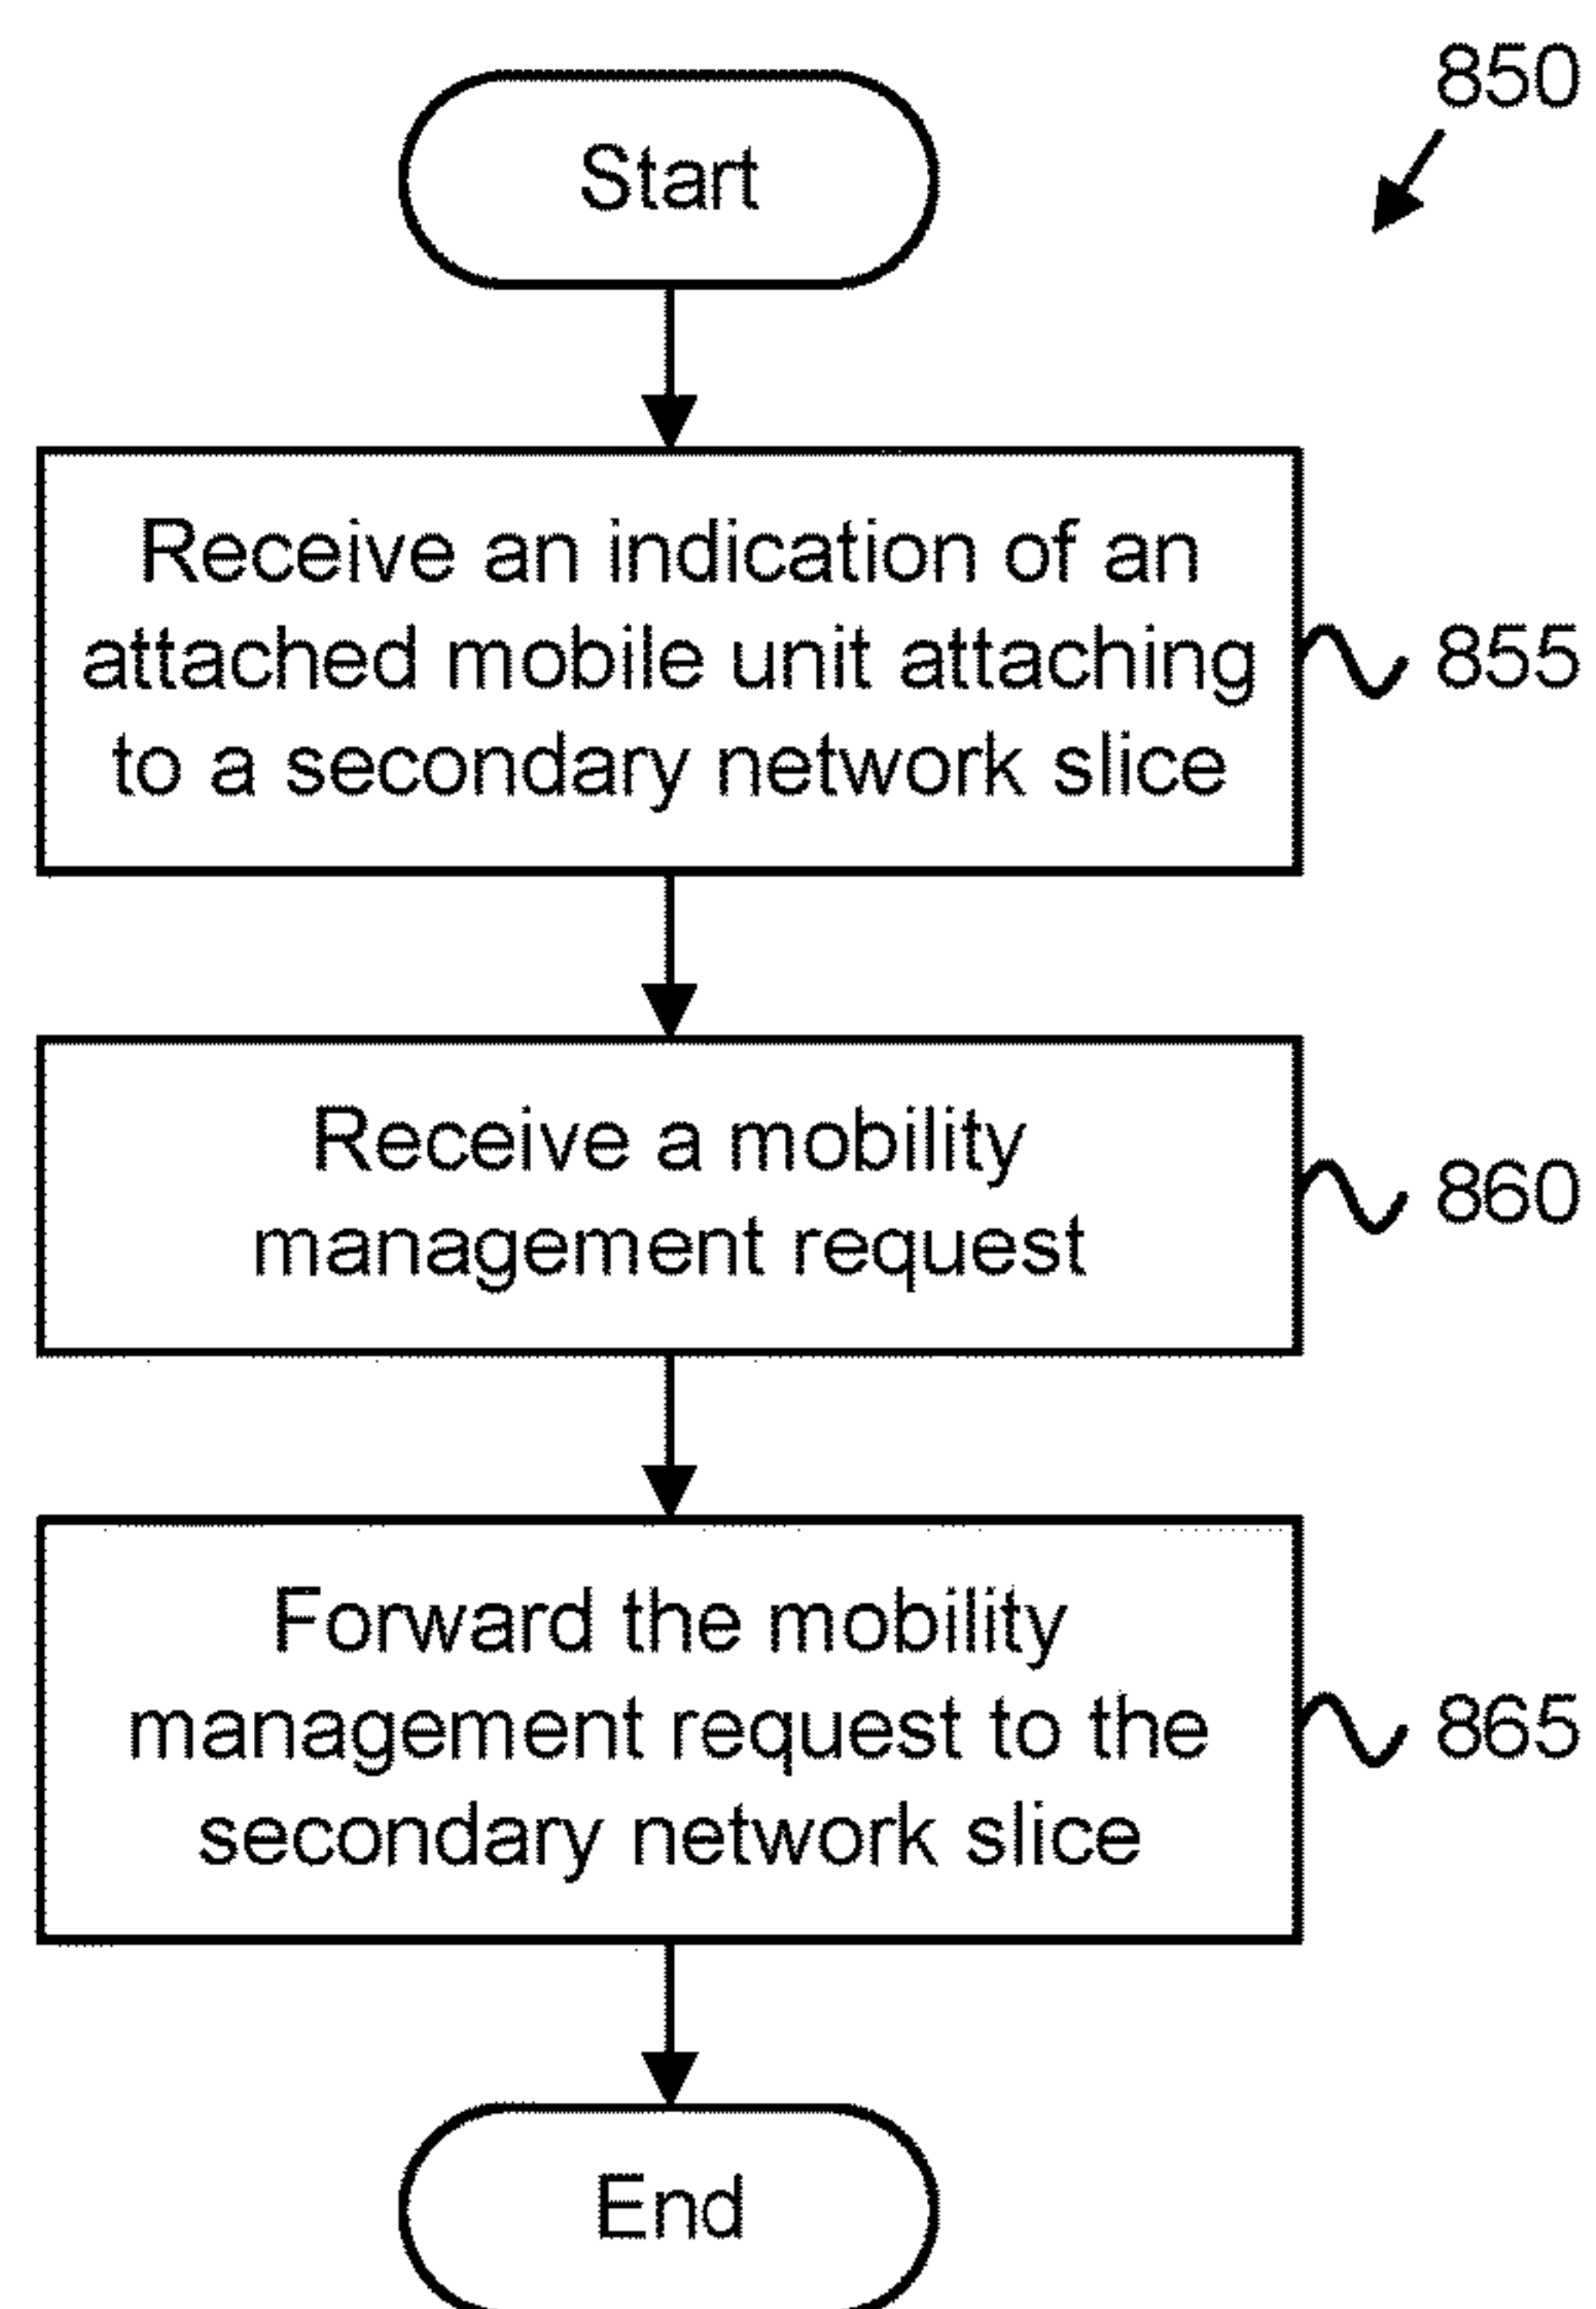 850
Start
Receive an indication of an
attached mobile unit attaching
to a secondary network slice
855
Receive a mobility
management request
860
Forward the mobility
management request to the
secondary network slice
865
End